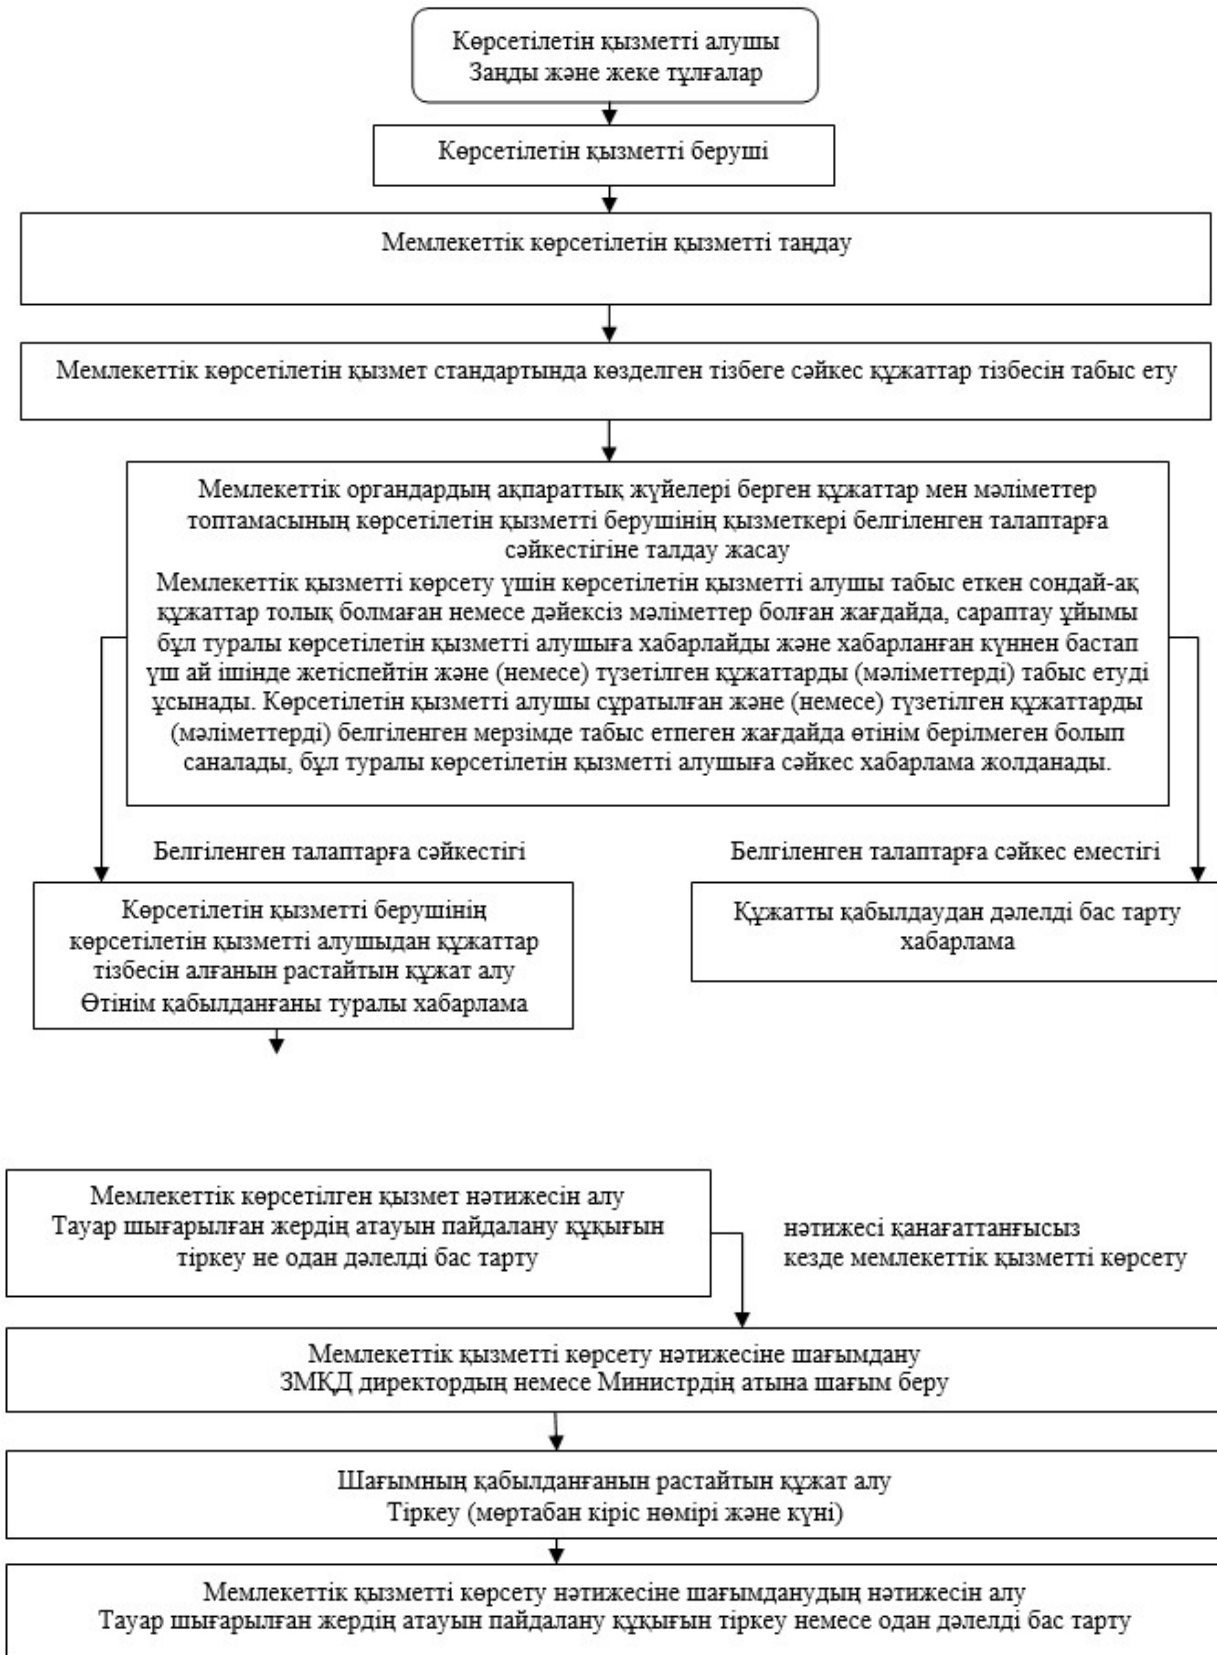 Көрсетілетін қызметті алушы
Заңды және жеке тұлғалар
Көрсетілетін қызметті беруші
Мемлекеттік көрсетілетін қызметті таңдау
Мемлекеттік көрсетілетін қызмет стандартында көзделген тізбеге сәйкес құжаттар тізбесін табыс ету
Мемлекеттік органдардың ақпараттық жүйелері берген құжаттар мен мәліметтер
топтамасының көрсетілетін қызметті берушінің қызметкері белгіленген талаптарға
сәйкестігіне талдау жасау
Мемлекеттік қызметті көрсету үшін көрсетілетін қызметті алушы табыс еткен сондай-ақ
құжаттар толық болмаған немесе дәйексіз мәліметтер болған жағдайда, сараптау ұйымы
бұл туралы көрсетілетін қызметті алушыға хабарлайды және хабарланған күннен бастап
үш ай ішінде жетіспейтін және (немесе) түзетілген құжаттарды (мәліметтерді) табыс етуді
ұсынады. Көрсетілетін қызметті алушы сұратылған және (немесе) түзетілген құжаттарды
(мәліметтерді) белгіленген мерзімде табыс етпеген жағдайда өтінім берілмеген болып
саналады, бұл туралы көрсетілетін қызметті алушыға сәйкес хабарлама жолданады.
Белгіленген талаптарға сәйкестігі
Белгіленген талаптарға сәйкес еместігі
Көрсетілетін қызметті берушінің
көрсетілетін қызметті алушыдан құжаттар
тізбесін алғанын растайтын құжат алу
Өтінім қабылданғаны туралы хабарлама
Құжатты қабылдаудан дәлелді бас тарту
хабарлама
Мемлекеттік көрсетілген қызмет нәтижесін алу
Тауар шығарылған жердің атауын пайдалану құқығын
тіркеу не одан дәлелді бас тарту
нәтижесі қанағаттанғысыз
кезде мемлекеттік қызметті көрсету
Мемлекеттік қызметті көрсету нәтижесіне шағымдану
ЗМҚД директордың немесе Министрдің атына шағым беру
Шағымның қабылданғанын растайтын құжат алу
Тіркеу (мөртабан кіріс нөмірі және күні)
Мемлекеттік қызметті көрсету нәтижесіне шағымданудың нәтижесін алу
Тауар шығарылған жердің атауын пайдалану құқығын тіркеу немесе одан дәлелді бас тарту